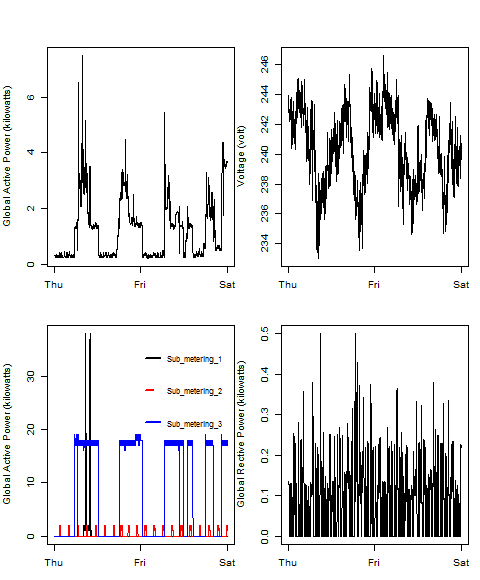 Global Active Power (kilowatts)
6
4
2
0
Thu
Fri
Sat
Voltage (volt)
246
244
242
240
238
236
234
Thu
Fri
Sat
Global Active Power (kilowatts)
30
20
10
0
Sub_metering_1
Sub_metering_2
Sub_metering_3
Thu
Fri
Sat
Global Rective Power (kilowatts)
0.5
0.4
0.3
0.2
0.1
0.0
Thu
Fri
Sat